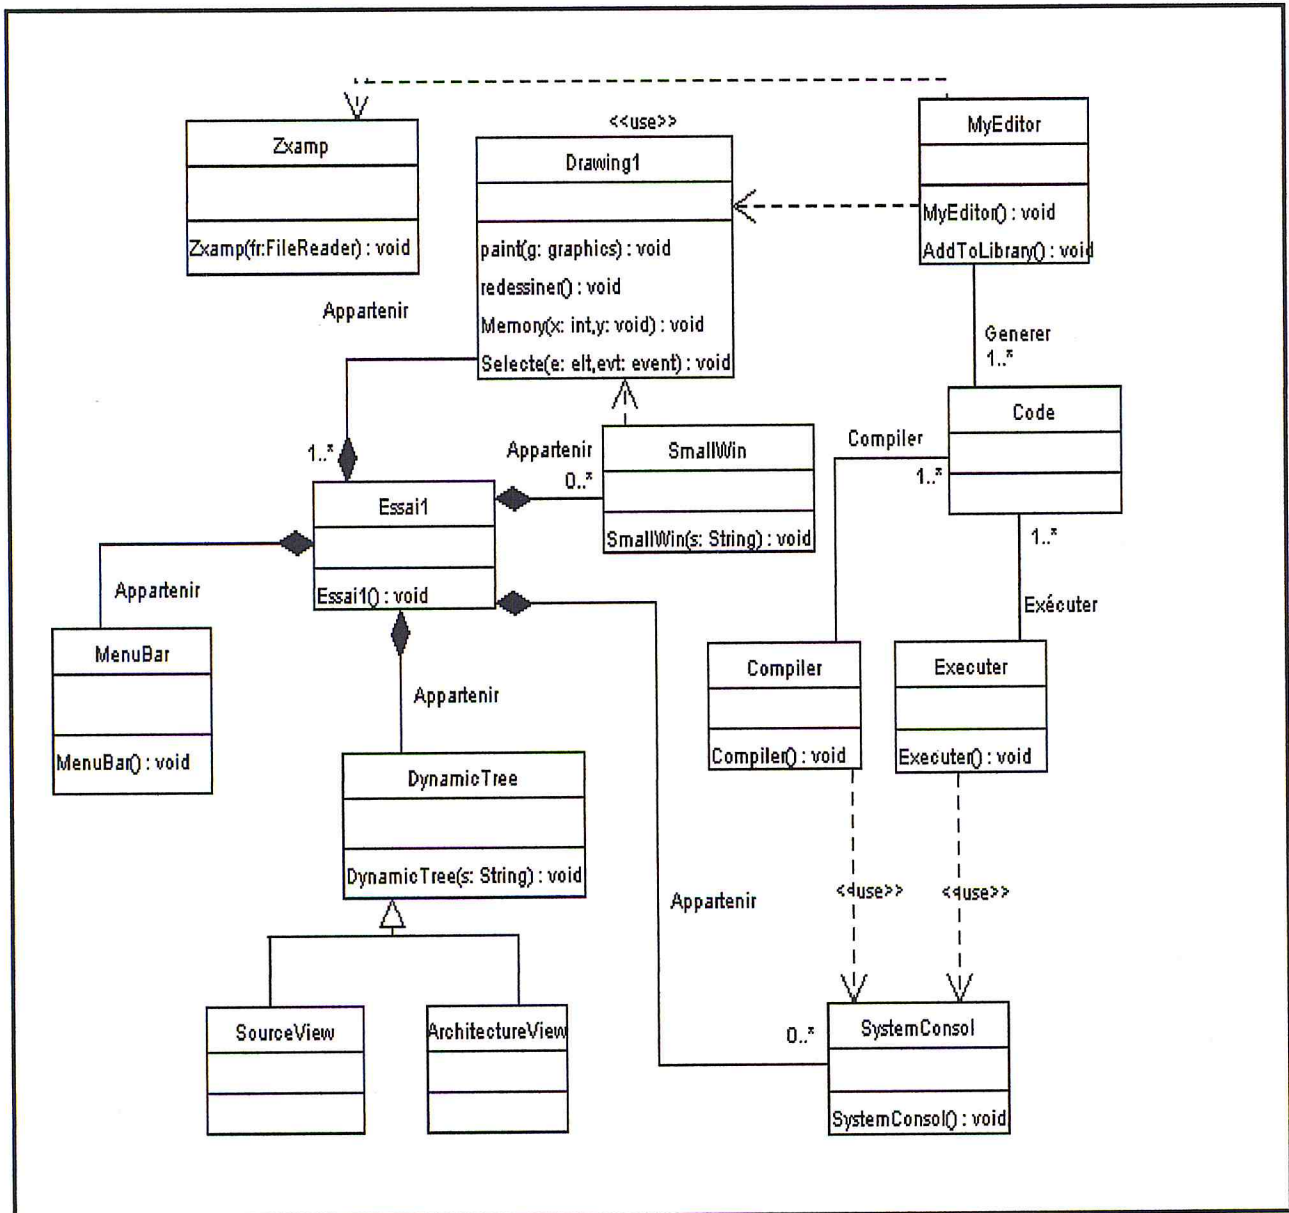 <<use>>
MyEditor
MyEditor() : void
AddToLibrary() : void
Zxamp
Zxamp(fr:FileReader) : void
Drawing1
paint(g: graphics) : void
redessiner() : void
Memory(x: int,y: void) : void
Selecte(e: elt,evt: event) : void
Appartenir
1..*
Generer
1..*
Code
Compiler
1..*
1..*
Exécuter
Appartenir
0..*
SmallWin
SmallWin(s: String) : void
Essai1
Essai1() : void
Appartenir
MenuBar
MenuBar() : void
Appartenir
DynamicTree
DynamicTree(s: String) : void
Compiler
Compiler() : void
Executer
Executer() : void
<<use>>
<<use>>
Appartenir
0..*
SourceView
ArchitectureView
SystemConsol
SystemConsol() : void